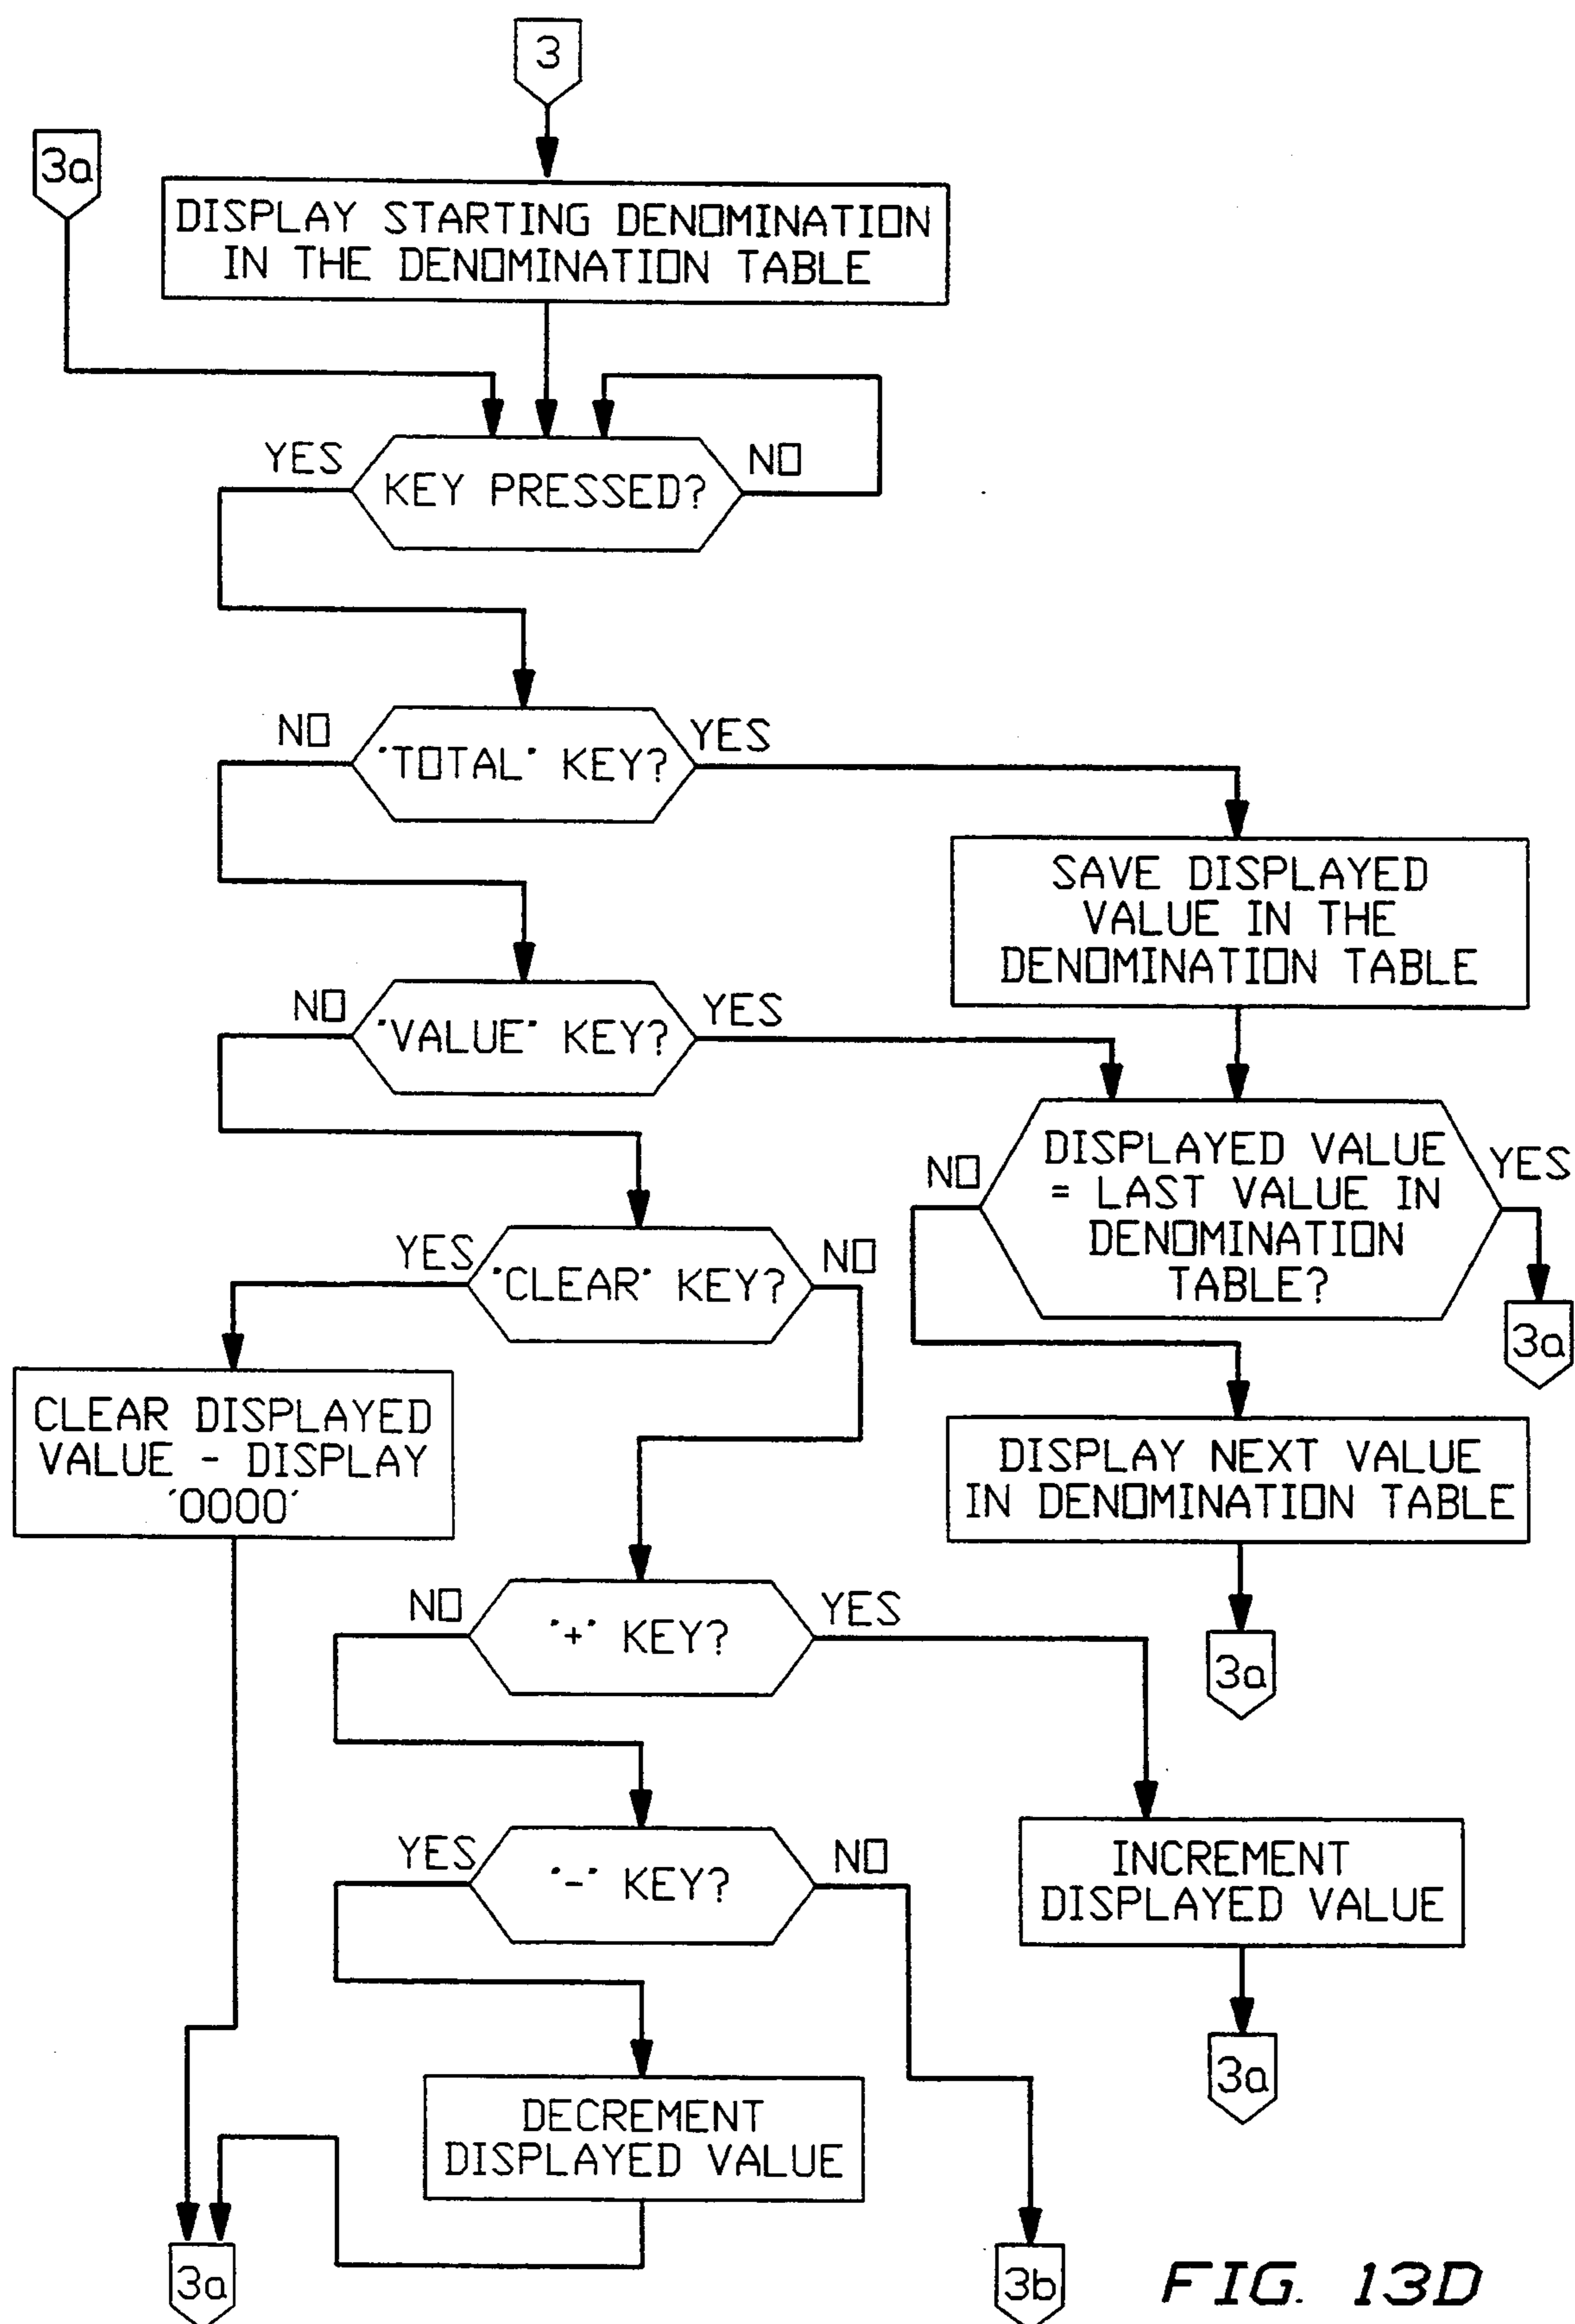 3
3a
DISPLAY STARTING DENOMINATION
IN THE DENOMINATION TABLE
YES
KEY PRESSED?
NO
NO
"TOTAL" KEY?
YES
SAVE DISPLAYED
VALUE IN THE
DENOMINATION TABLE
NO
"VALUE" KEY?
YES
NO
DISPLAYED VALUE
= LAST VALUE IN
DENOMINATION
TABLE?
YES
3a
YES
"CLEAR" KEY?
NO
CLEAR DISPLAYED
VALUE - DISPLAY
'0000'
DISPLAY NEXT VALUE
IN DENOMINATION TABLE
3a
NO
"+" KEY?
YES
INCREMENT
DISPLAYED VALUE
3a
YES
"-" KEY?
NO
DECREMENT
DISPLAYED VALUE
3a
3b
FIG. 13D